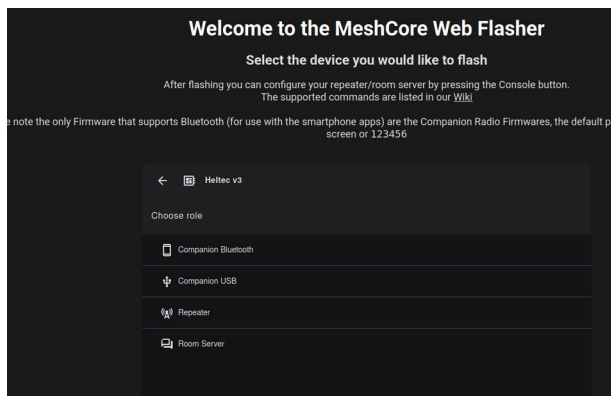 Welcome to the MeshCore Web Flasher
Select the device you would like to flash
After flashing you can configure your repeater/room server by pressing the Console button.
The supported commands are listed in our Wiki
e note the only Firmware that supports Bluetooth (for use with the smartphone apps) are the Companion Radio Firmwares, the default p
screen or 123456
Heltec v3
Choose role
Companion Bluetooth
Companion USB
Repeater
Room Server